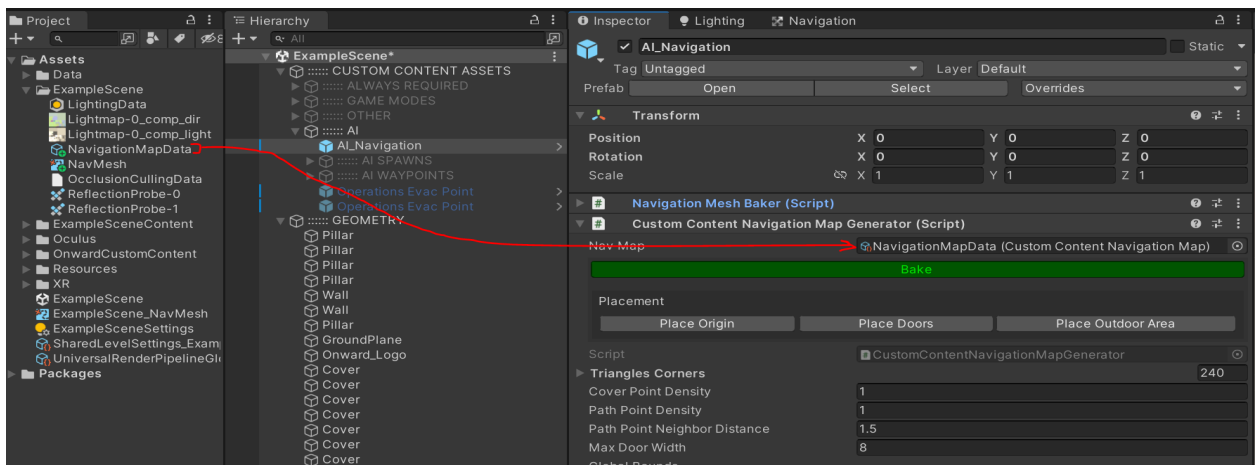 Project
Assets
Data
ExampleScene
LightingData
Lightmap-0_comp_dir
Lightmap-0_comp_light
NavigationMapData
NavMesh
OcclusionCullingData
ReflectionProbe-0
ReflectionProbe-1
ExampleSceneContent
Oculus
OnwardCustomContent
Resources
XR
ExampleScene
ExampleScene_NavMesh
ExampleSceneSettings
SharedLevelSettings_Exam
UniversalRenderPipelineGl
Packages
Hierarchy
All
ExampleScene*
:::::: CUSTOM CONTENT ASSETS
:::::: ALWAYS REQUIRED
:::::: GAME MODES
:::::: OTHER
:::::: AI
AI_Navigation
:::::: AI SPAWNS
:::::: AI WAYPOINTS
Operations Evac Point
Operations Evac Point
:::::: GEOMETRY
Pillar
Pillar
Pillar
Pillar
Wall
Wall
Pillar
GroundPlane
Onward_Logo
Cover
Cover
Cover
Cover
Cover
Cover
Cover
Inspector Lighting Navigation
AI_Navigation Static
Tag Untagged Layer Default
Prefab Open Select Overrides
Transform
Position X 0 Y 0 Z 0
Rotation X 0 Y 0 Z 0
Scale X 1 Y 1 Z 1
# Navigation Mesh Baker (Script)
# Custom Content Navigation Map Generator (Script)
Nav Map NavigationMapData (Custom Content Navigation Map)
Bake
Placement
Place Origin Place Doors Place Outdoor Area
Script # CustomContentNavigationMapGenerator
Triangles Corners 240
Cover Point Density 1
Path Point Density 1
Path Point Neighbor Distance 1.5
Max Door Width 8
Global Bounds